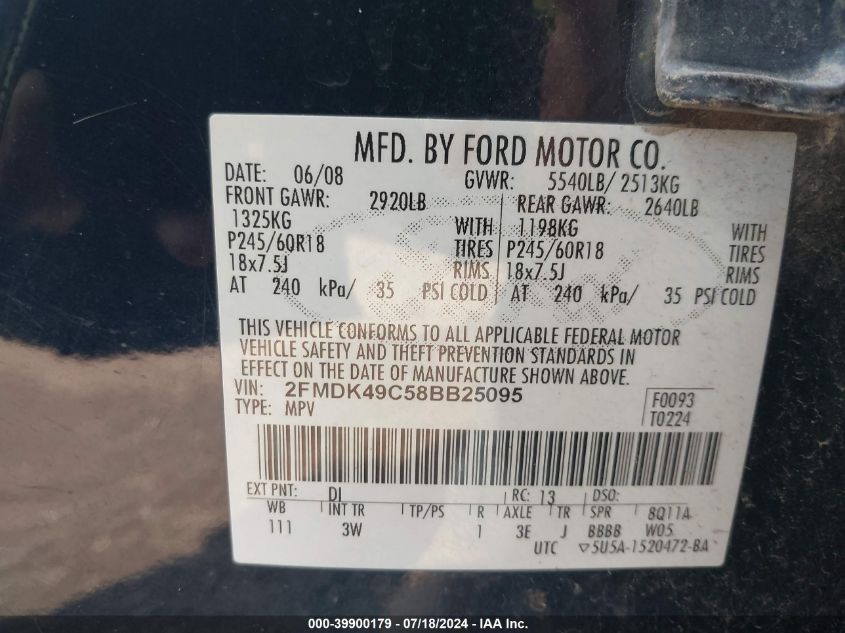 MFD. BY FORD MOTOR CO.
DATE: 06/08 GVWR: 5540LB/ 2513KG
FRONT GAWR: 2920LB REAR GAWR: 2640LB
1325KG WITH 1198KG WITH
P245/60R18 TIRES P245/60R18 TIRES
18x7.5J RIMS 18x7.5J RIMS
AT 240 kPa/ 35 PSI COLD AT 240 kPa/ 35 PSI COLD
THIS VEHICLE CONFORMS TO ALL APPLICABLE FEDERAL MOTOR
VEHICLE SAFETY AND THEFT PREVENTION STANDARDS IN
EFFECT ON THE DATE OF MANUFACTURE SHOWN ABOVE.
VIN: 2FMDK49C58BB25095 F0093
TYPE: MPV T0224
EXT PNT: DI RC: 13 DSO:
WB INT TR TP/PS R AXLE TR SPR 8Q11A
111 3W 1 3E J BBBB W05
UTC ▽5U5A-1520472-BA
000-39900179 - 07/18/2024 - IAA Inc.